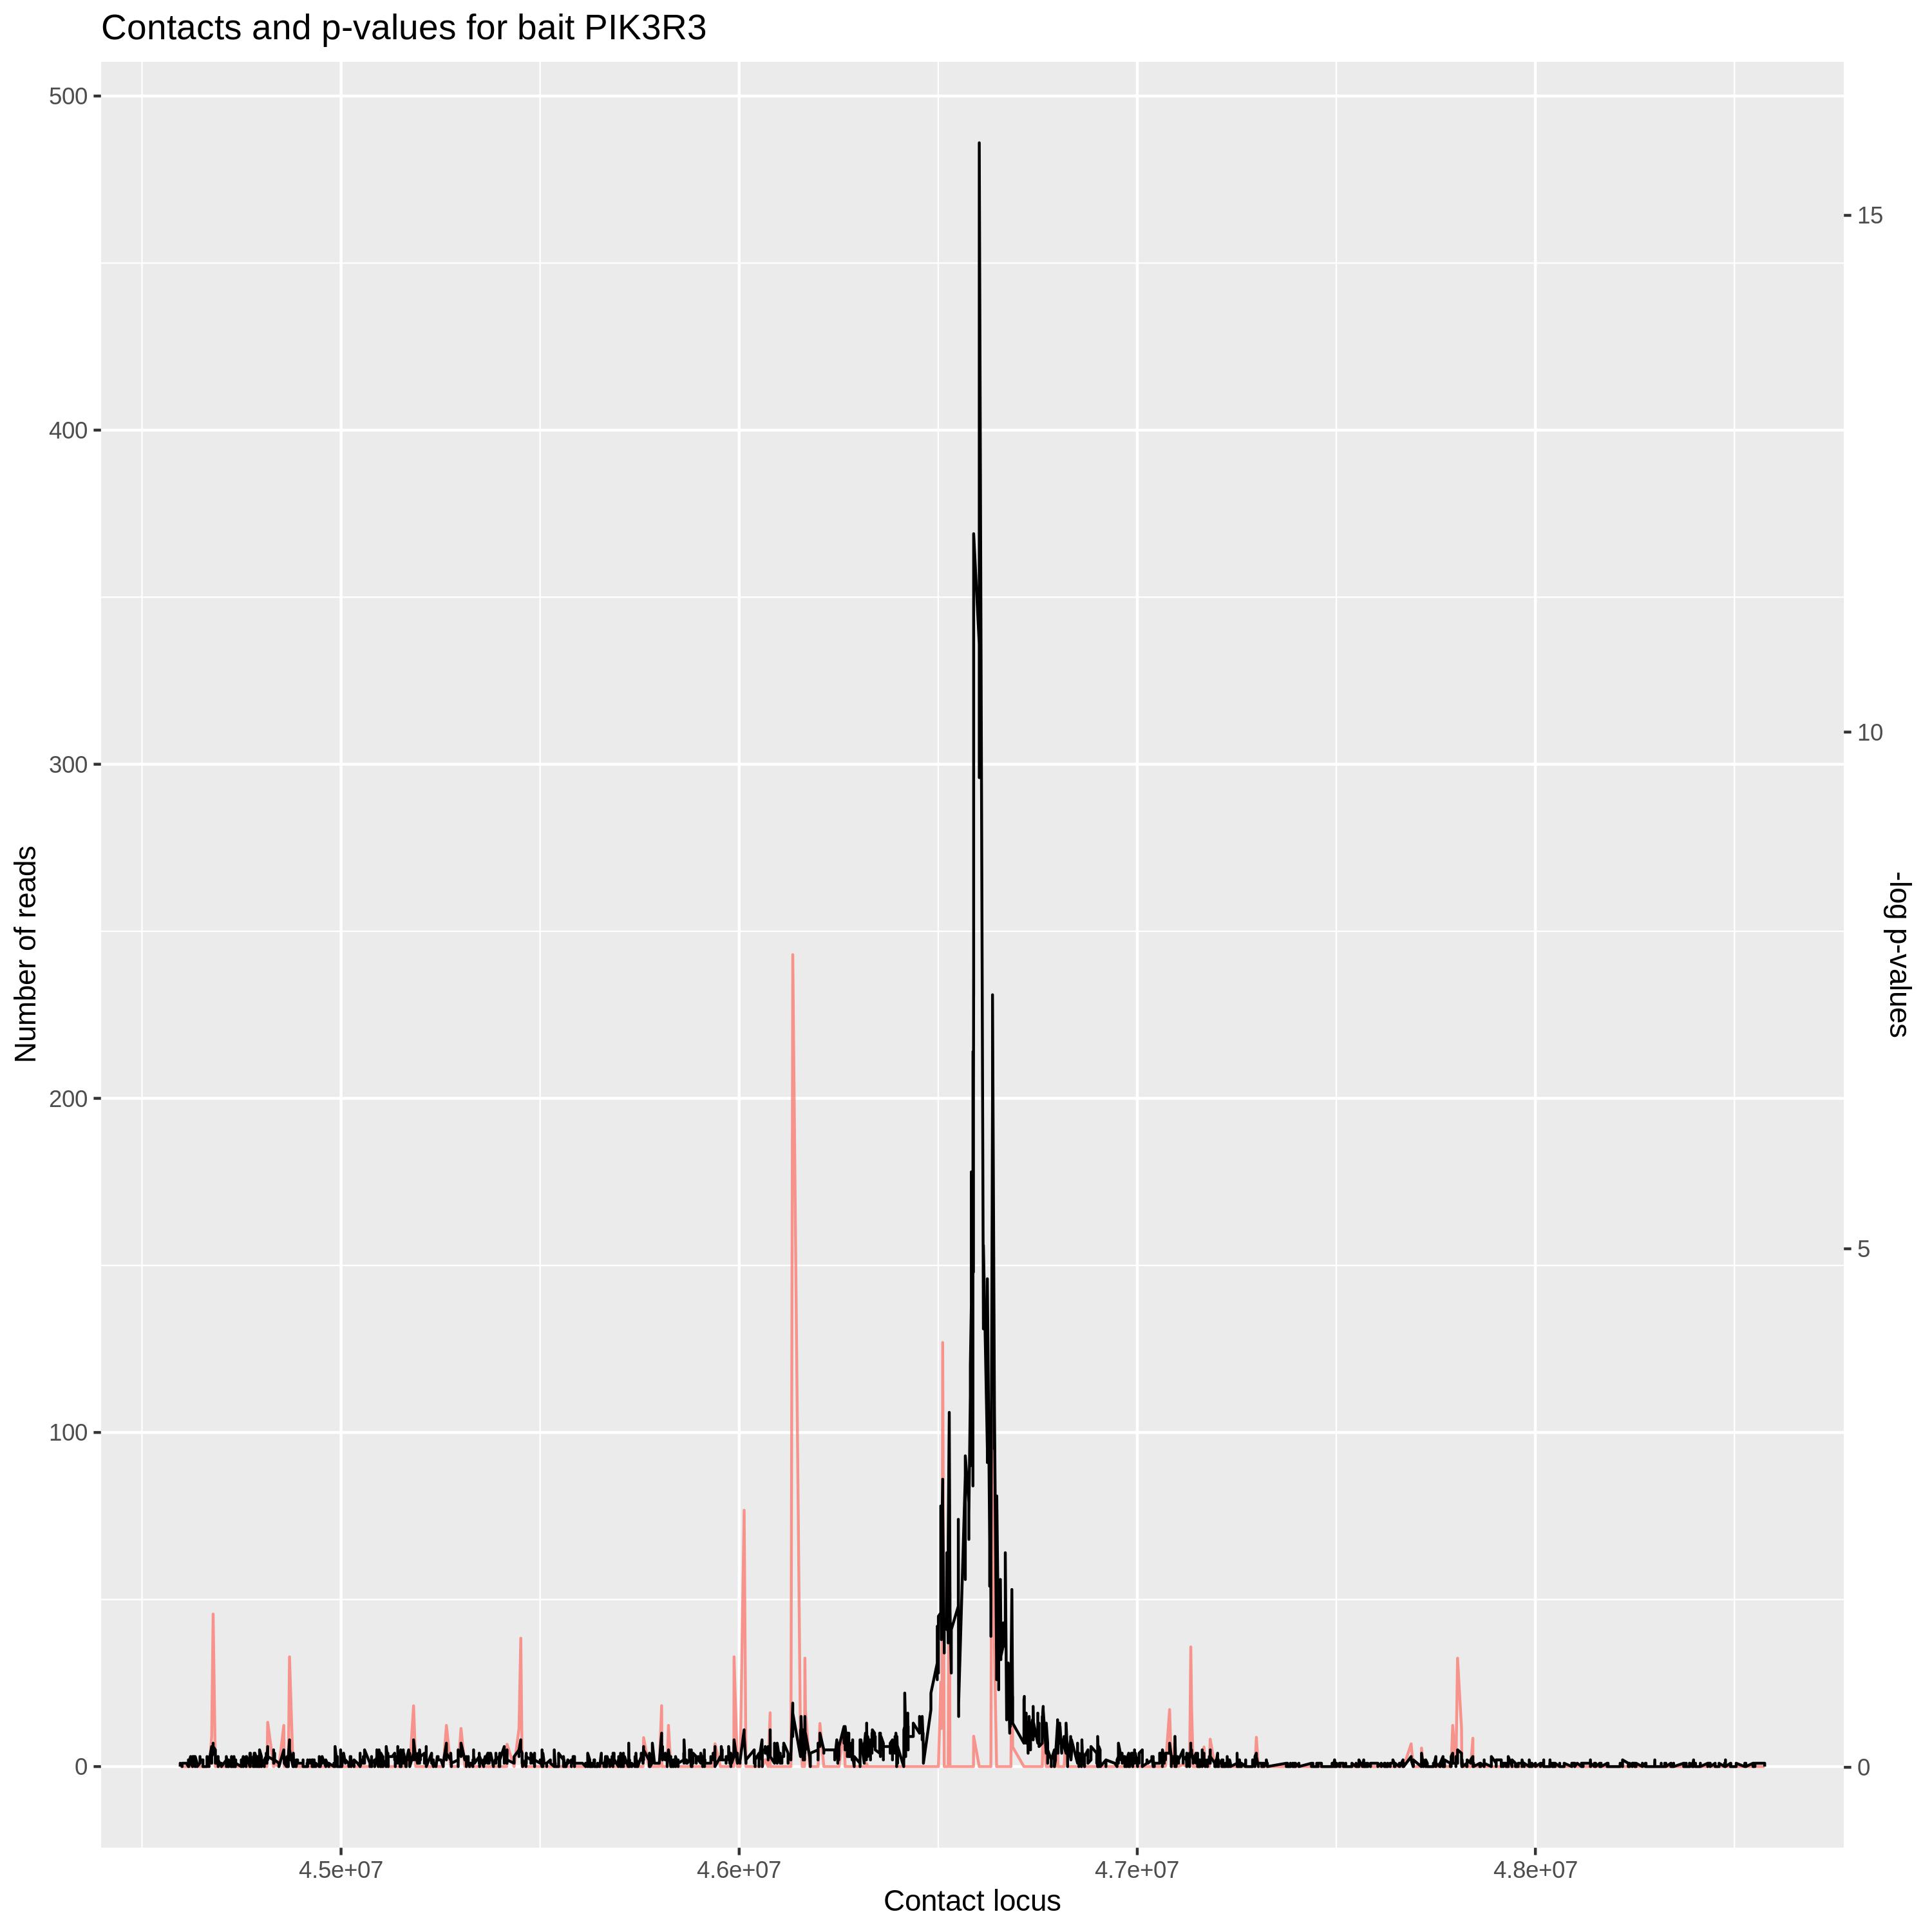 Contacts and p-values for bait PIK3R3
500
400
300
200
100
0
Number of reads
15
10
5
0
-log p-values
4.5e+07 4.6e+07 4.7e+07 4.8e+07
Contact locus